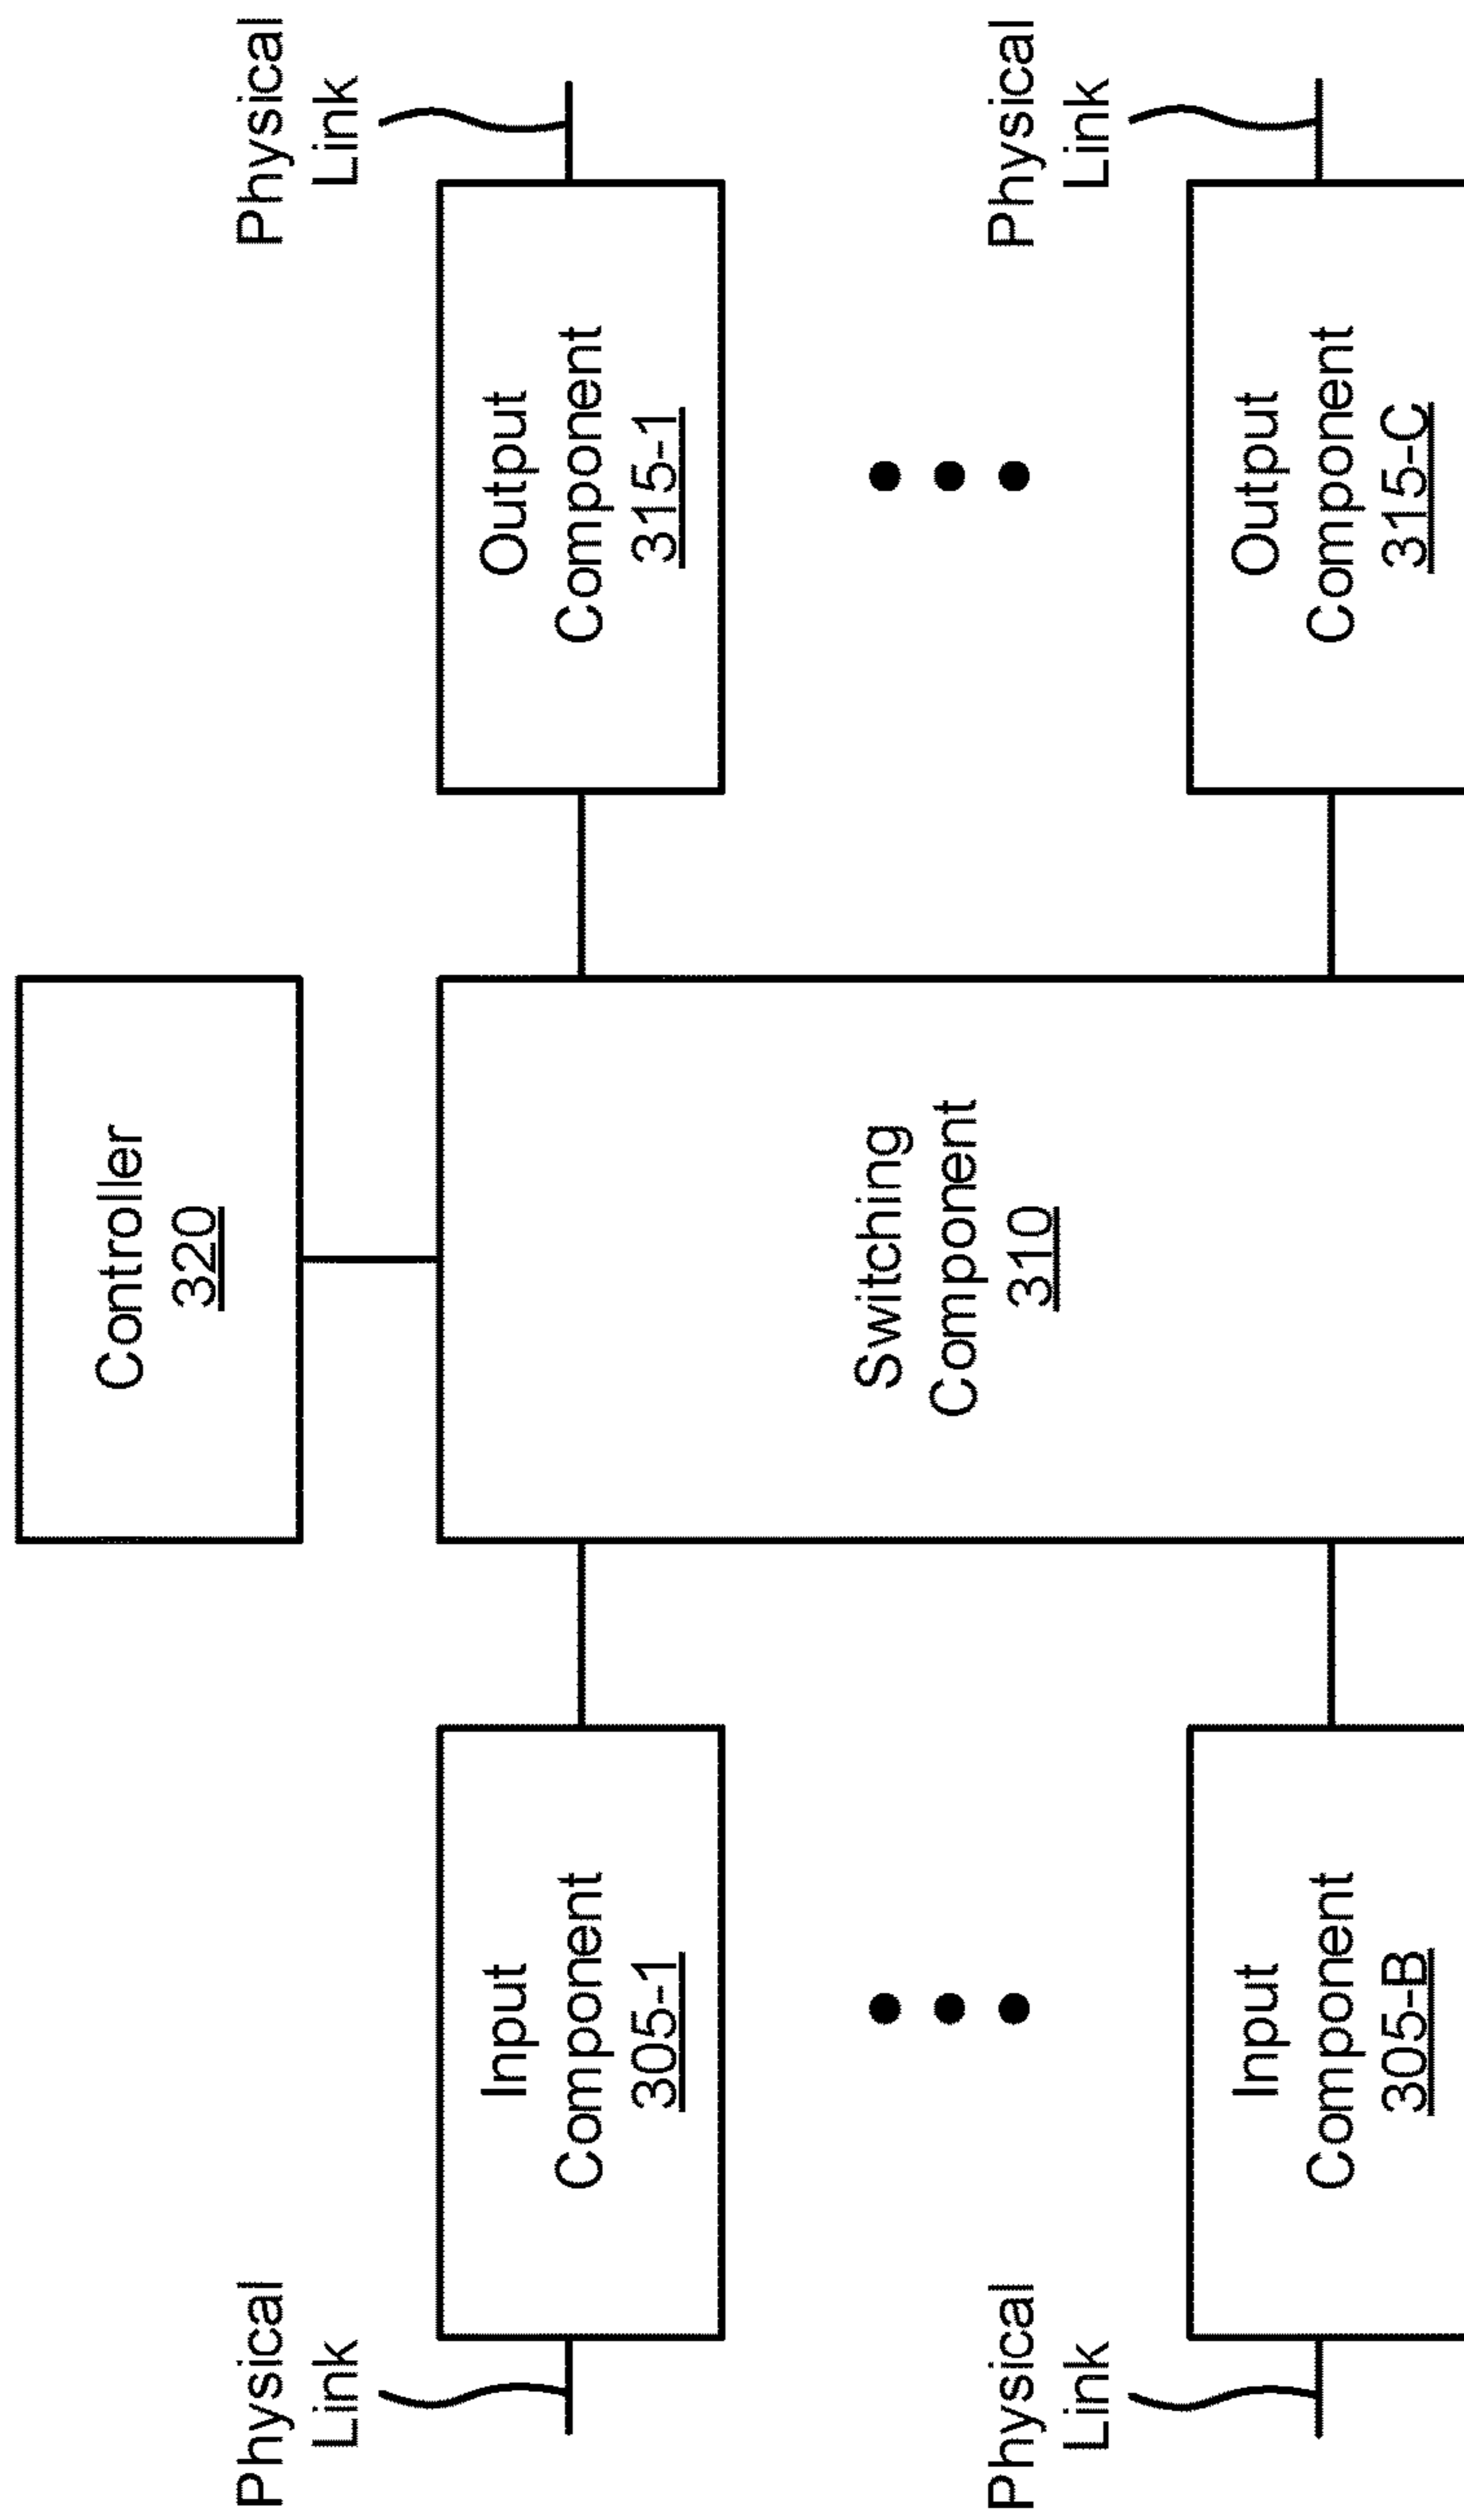 Controller
320
Physical
Link
Physical
Link
Input
Component
305-1
Switching
Component
310
Output
Component
315-1
Physical
Link
Physical
Link
Input
Component
305-B
Output
Component
315-C